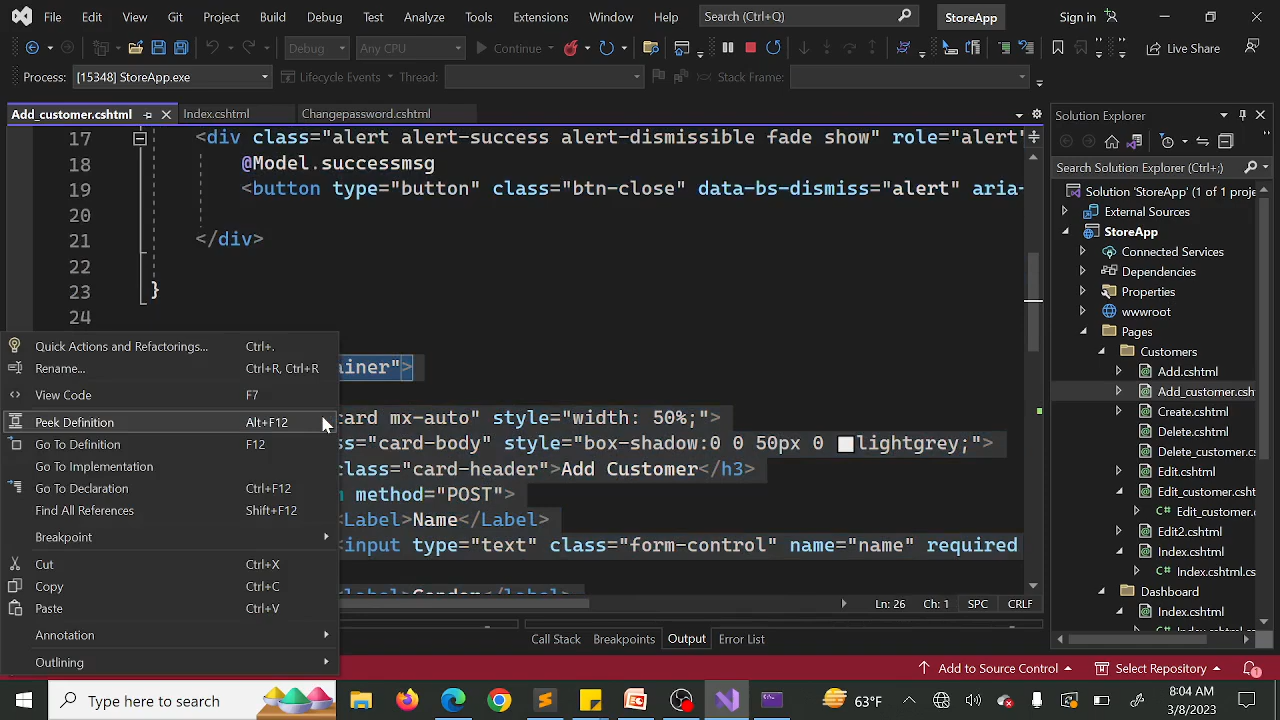 File Edit View Git Project Build Debug Test Analyze Tools Extensions Window Help Search (Ctrl+Q) StoreApp Sign in
Debug Any CPU Continue Live Share
Process: [15348] StoreApp.exe Lifecycle Events Thread: Stack Frame:
Add_customer.cshtml Index.cshtml Changepassword.cshtml
Solution Explorer
17 <div class="alert alert-success alert-dismissible fade show" role="alert"
18 @Model.successmsg
19 <button type="button" class="btn-close" data-bs-dismiss="alert" aria-
20
21 </div>
22
23 }
24
Quick Actions and Refactorings... Ctrl+.
Rename... Ctrl+R, Ctrl+R
View Code F7
Peek Definition Alt+F12
Go To Definition F12
Go To Implementation
Go To Declaration Ctrl+F12
Find All References Shift+F12
Breakpoint
Cut Ctrl+X
Copy Ctrl+C
Paste Ctrl+V
Annotation
Outlining
ainer">
card mx-auto" style="width: 50%;">
ss="card-body" style="box-shadow:0 0 50px 0 lightgrey;">
class="card-header">Add Customer</h3>
method="POST">
<Label>Name</Label>
<input type="text" class="form-control" name="name" required
<label>Gender</label>
Ln: 26 Ch: 1 SPC CRLF
Call Stack Breakpoints Output Error List
Search Solution Explorer (Ctrl+;)
Solution 'StoreApp' (1 of 1 proje
External Sources
StoreApp
Connected Services
Dependencies
Properties
wwwroot
Pages
Customers
Add.cshtml
Add_customer.csh
Create.cshtml
Delete.cshtml
Delete_customer.cs
Edit.cshtml
Edit_customer.csht
C# Edit_customer.
Edit2.cshtml
Index.cshtml
C# Index.cshtml.cs
Dashboard
Index.cshtml
Add to Source Control Select Repository 1
Type here to search 63°F 8:04 AM
3/8/2023